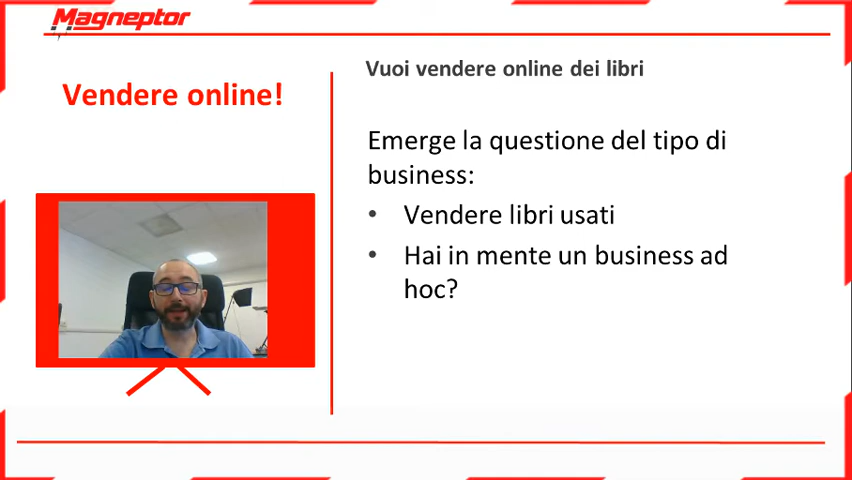 Magneptor
Vendere online!
Vuoi vendere online dei libri
Emerge la questione del tipo di
business:
• Vendere libri usati
• Hai in mente un business ad
hoc?